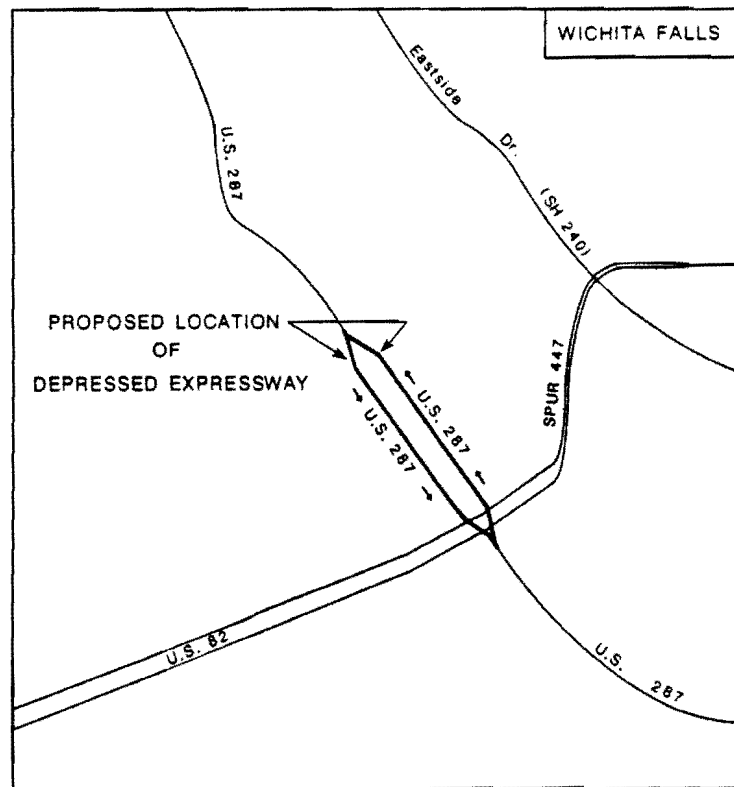 WICHITA FALLS
Eastside
Dr.
(SH 240)
U.S. 287
PROPOSED LOCATION
OF
DEPRESSED EXPRESSWAY
U.S. 287
U.S. 287
SPUR 447
U.S. 82
U.S. 287